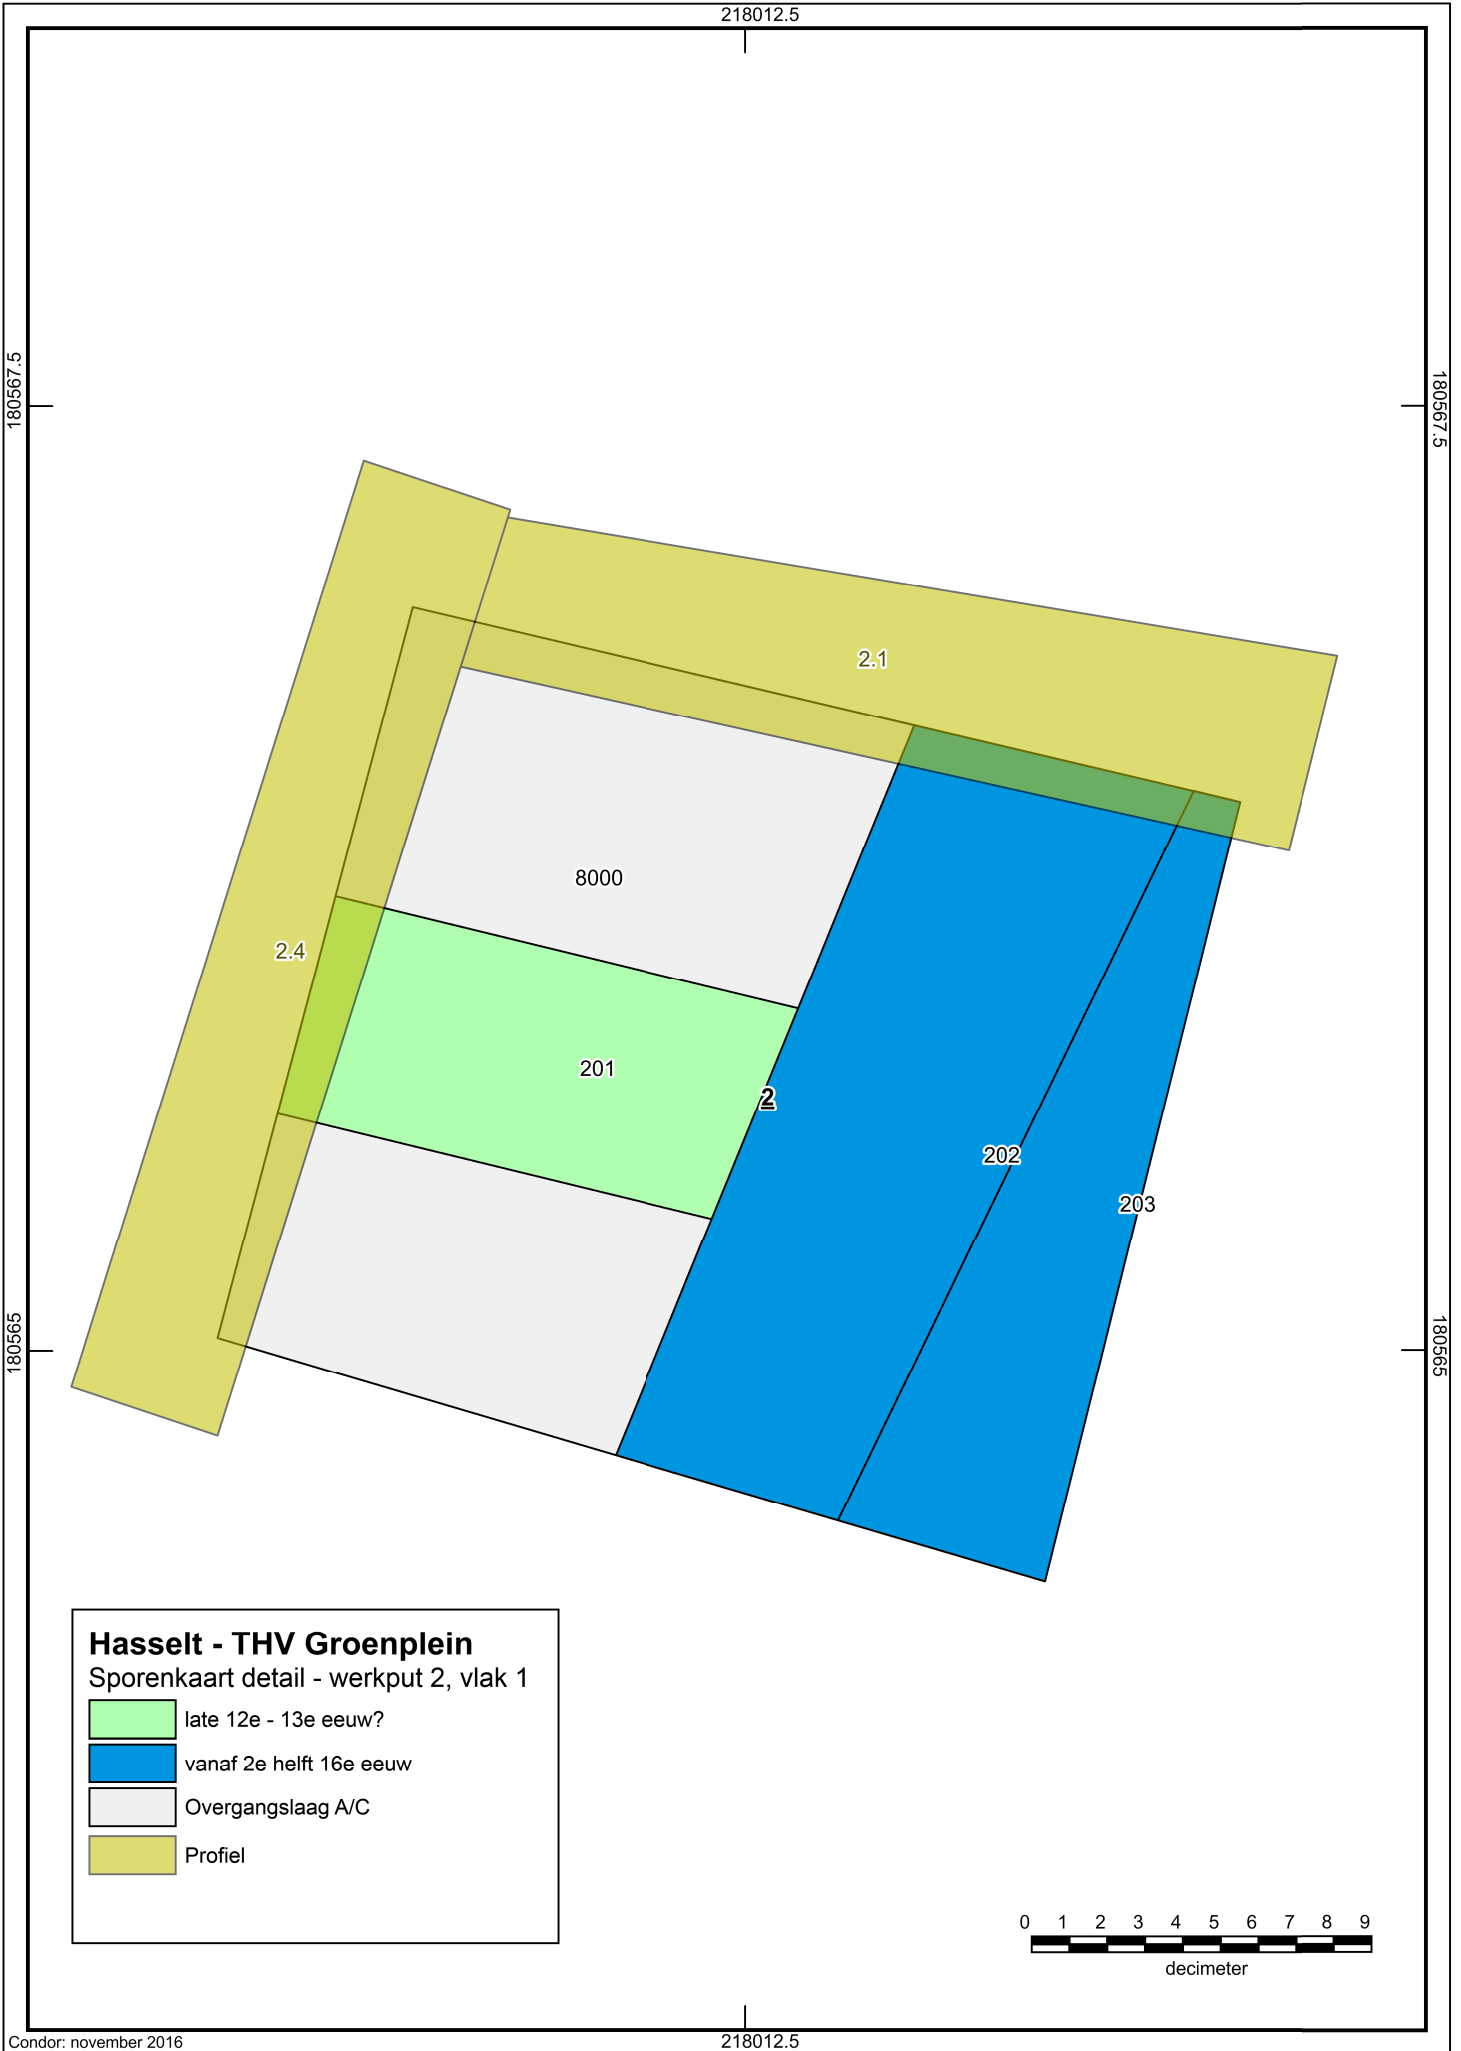 218012.5
180567.5
180567.5
2.1
8000
2.4
201
2
202
203
180565
180565
Hasselt - THV Groenplein
Sporenkaart detail - werkput 2, vlak 1
late 12e - 13e eeuw?
vanaf 2e helft 16e eeuw
Overgangslaag A/C
Profiel
0 1 2 3 4 5 6 7 8 9
decimeter
Condor: november 2016
218012.5